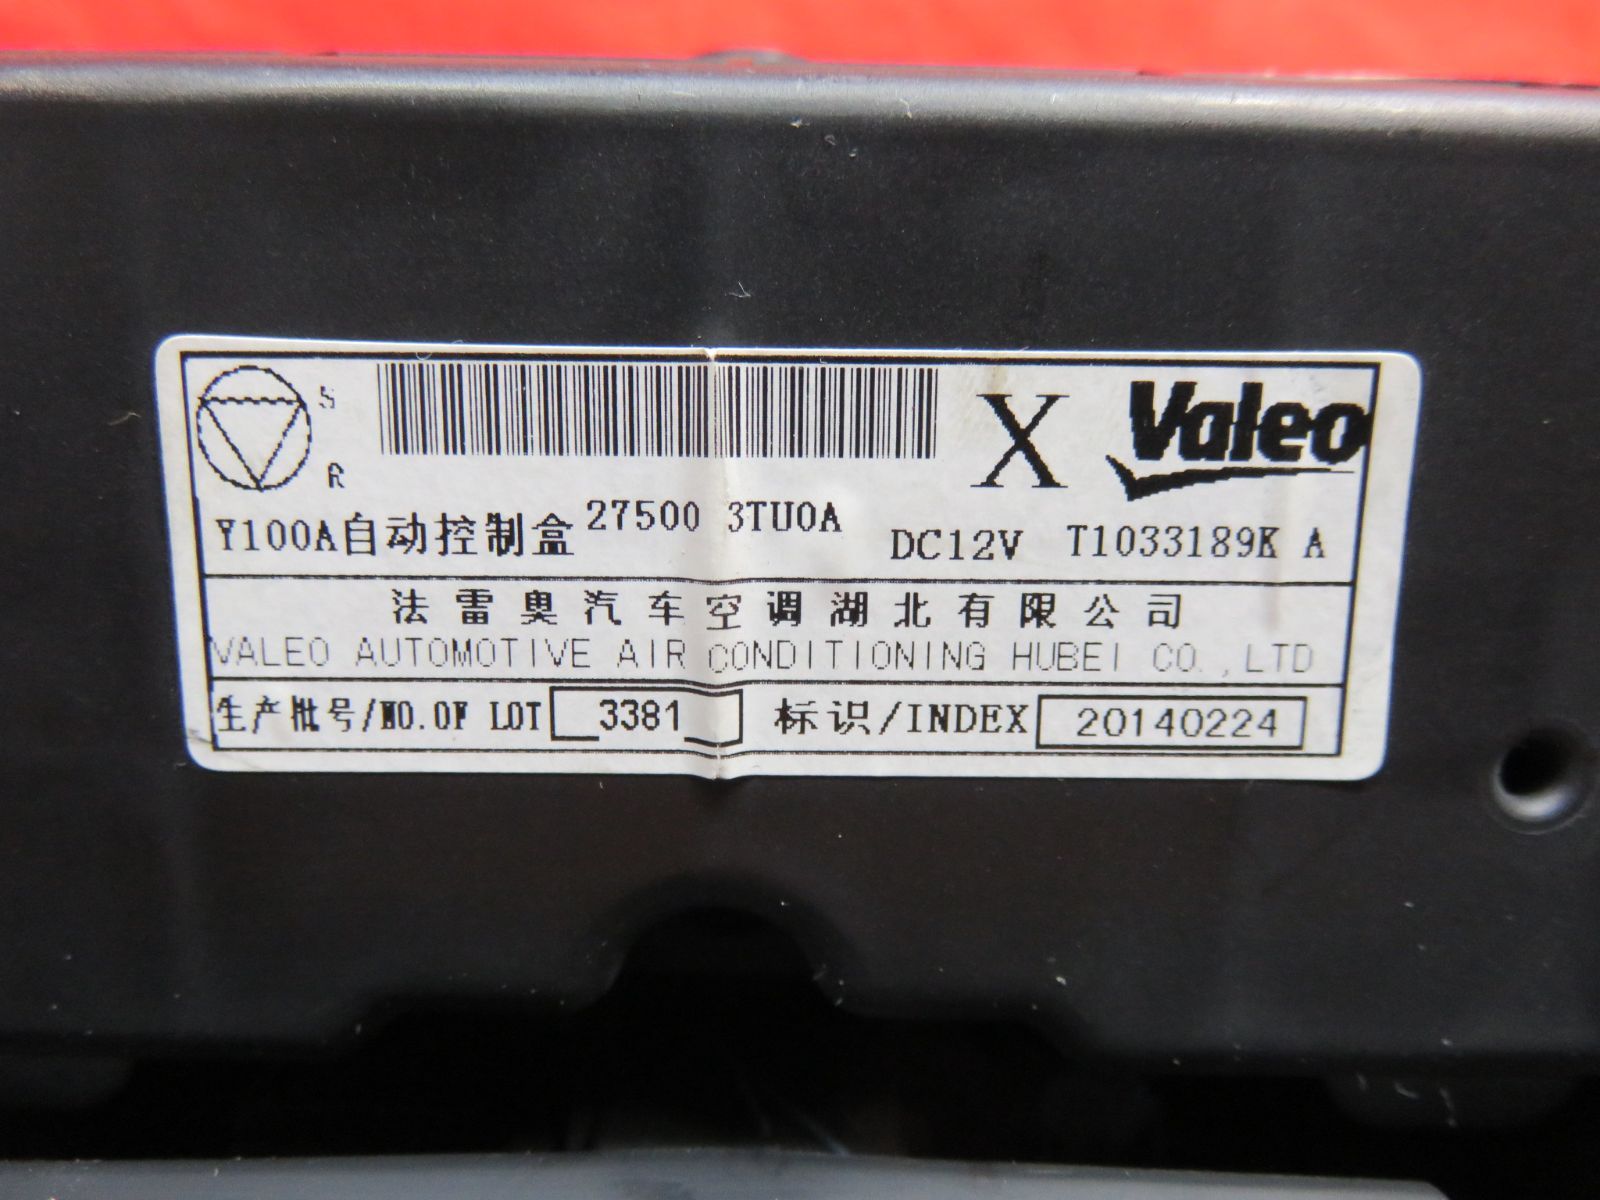 S
R
X
Valeo
Y100A自动控制盒 27500 3TU0A DC12V T1033189K A
法雷奥汽车空调湖北有限公司
VALEO AUTOMOTIVE AIR CONDITIONING HUBEI CO.,LTD
生产批号/NO.OF LOT 3381 标识/INDEX 20140224